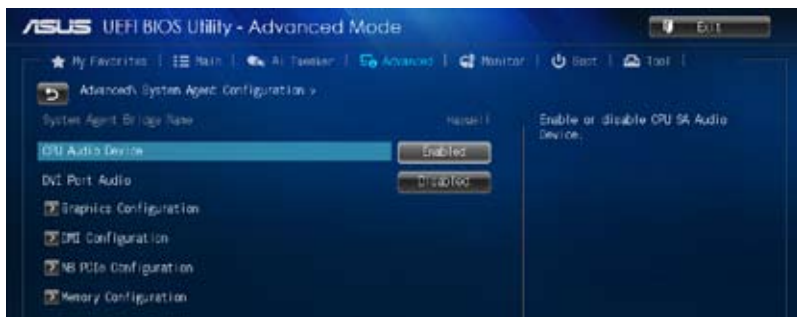 ASUS UEFI BIOS Utility - Advanced Mode
Exit
My Favorites | Main | Ai Tweaker | Advanced | Monitor | Boot | Tool |
Advanced\ System Agent Configuration >
System Agent Bridge Name Haswell
CPU Audio Device Enabled
DVI Port Audio Disabled
Graphics Configuration
DMI Configuration
NB PCIe Configuration
Memory Configuration
Enable or disable CPU SA Audio
Device.